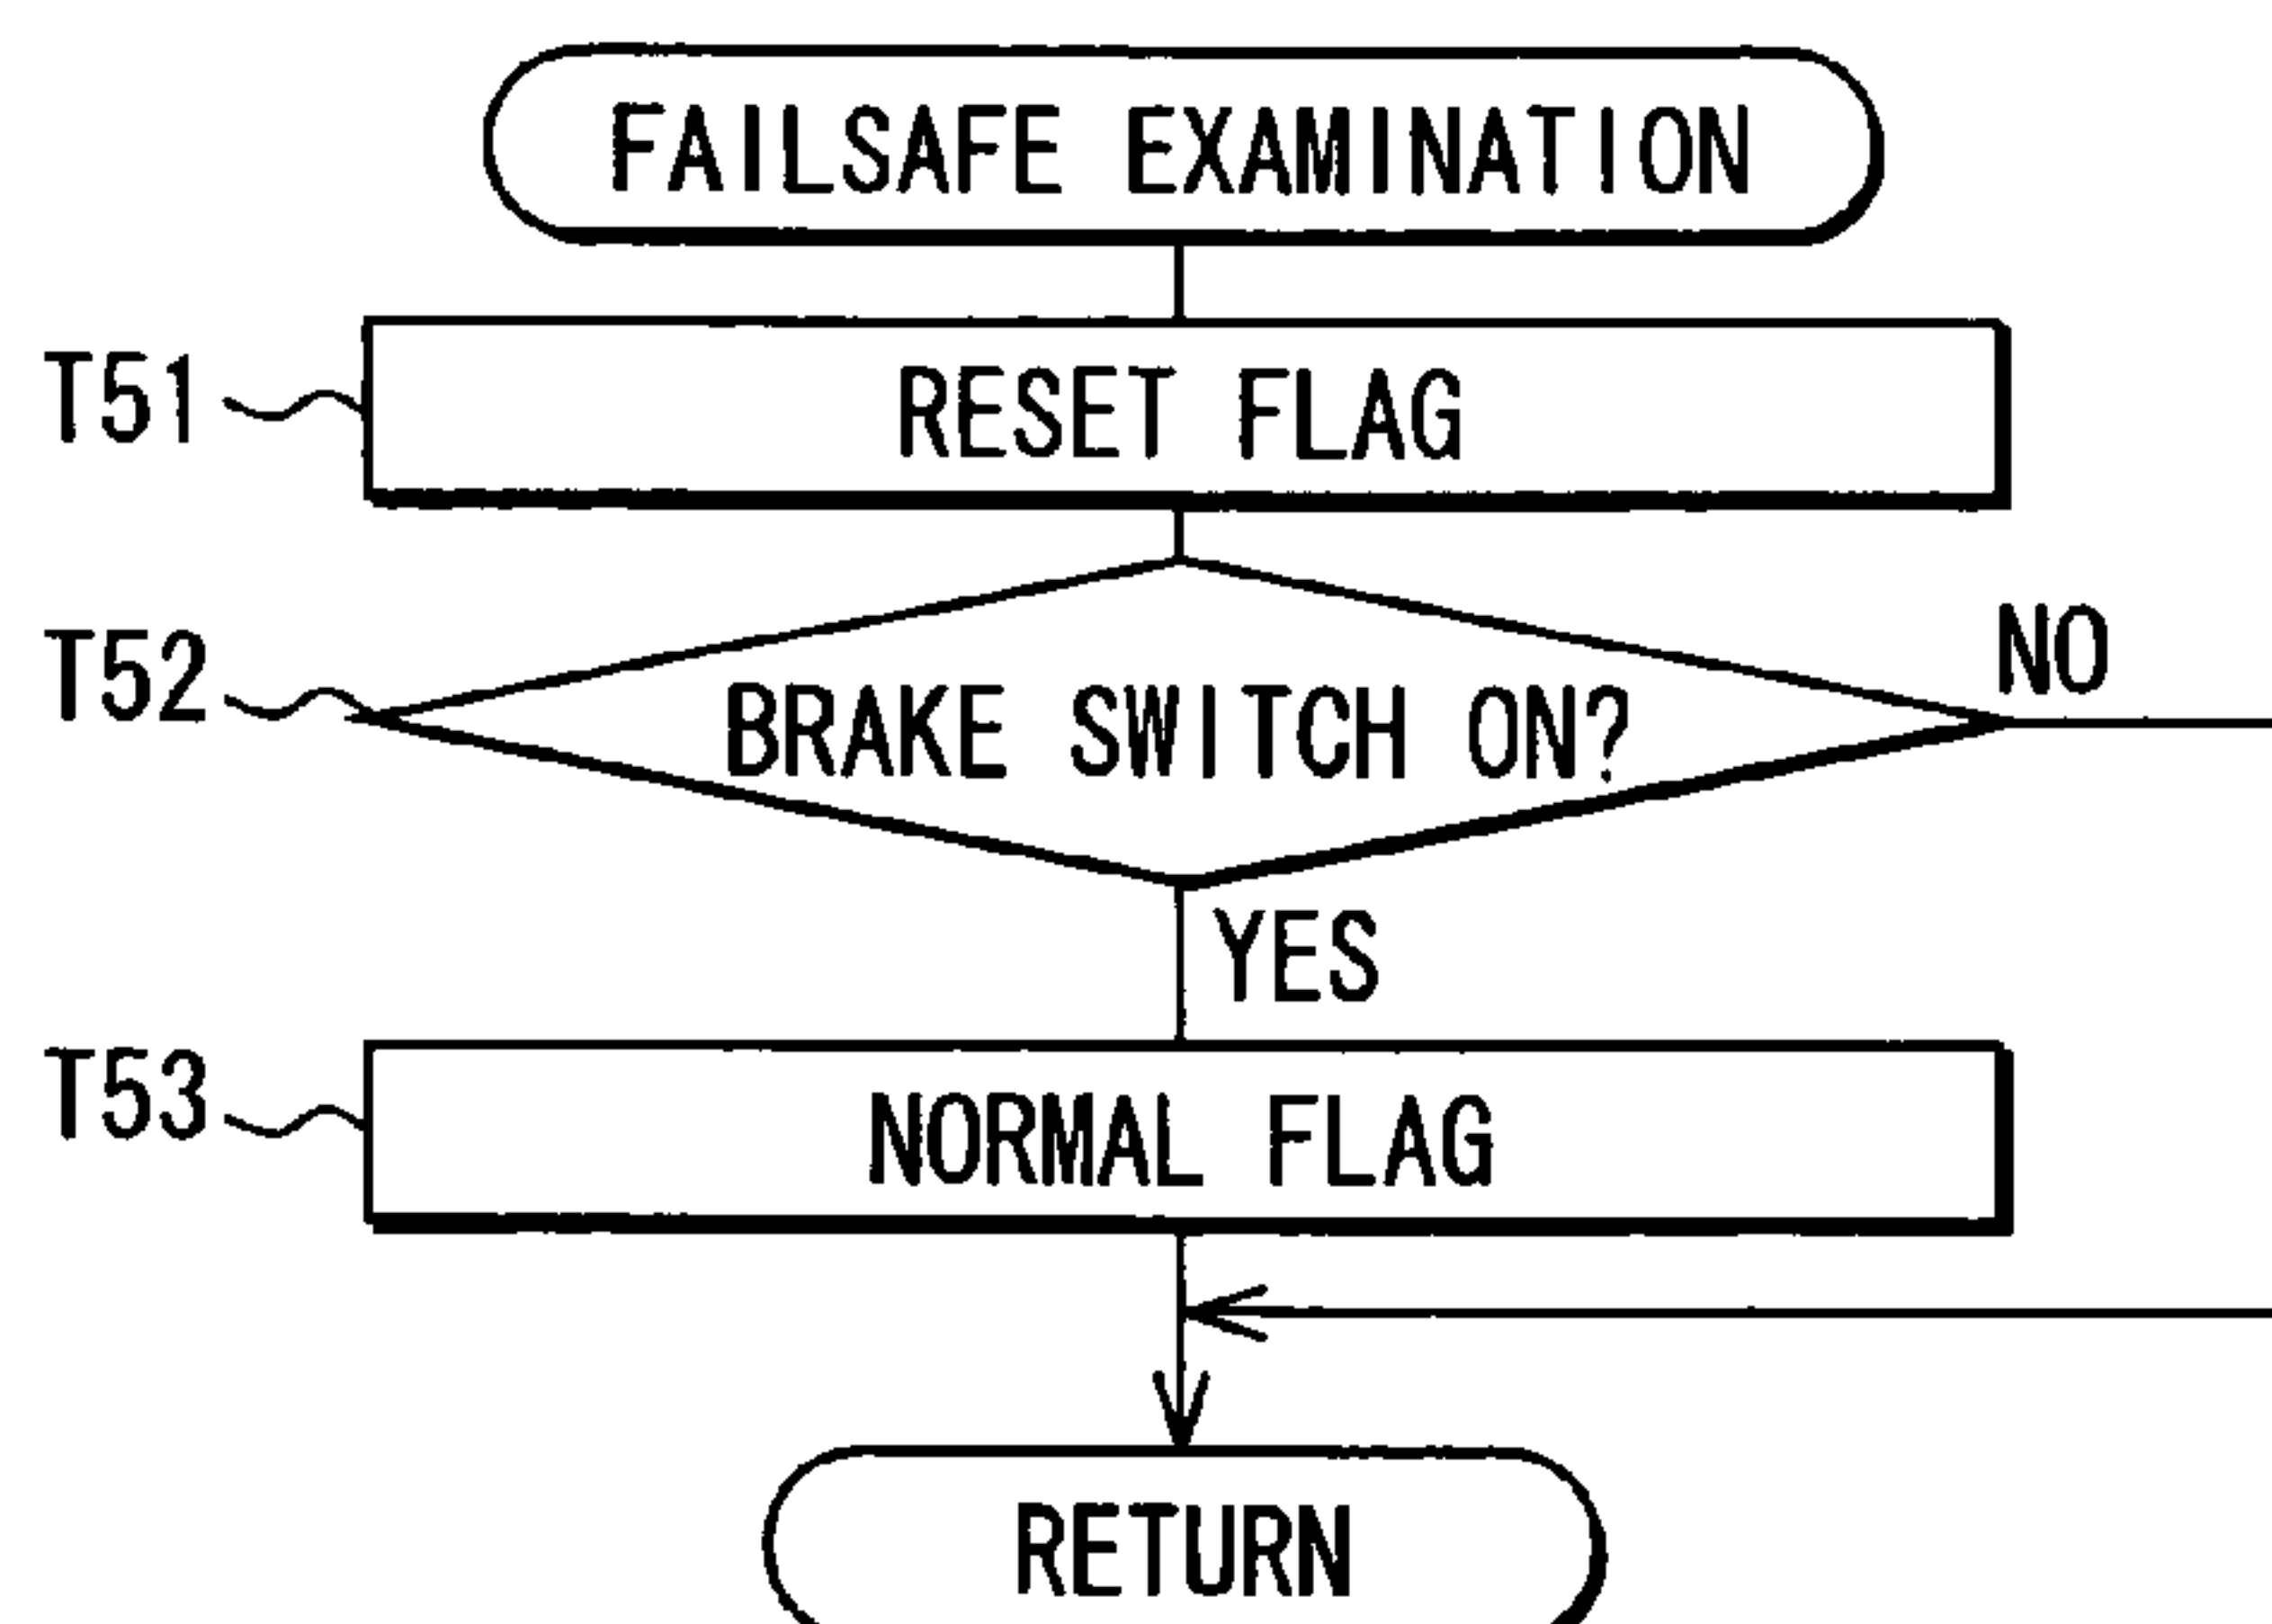 FAILSAFE EXAMINATION
T51
RESET FLAG
T52
BRAKE SWITCH ON?
NO
YES
T53
NORMAL FLAG
RETURN